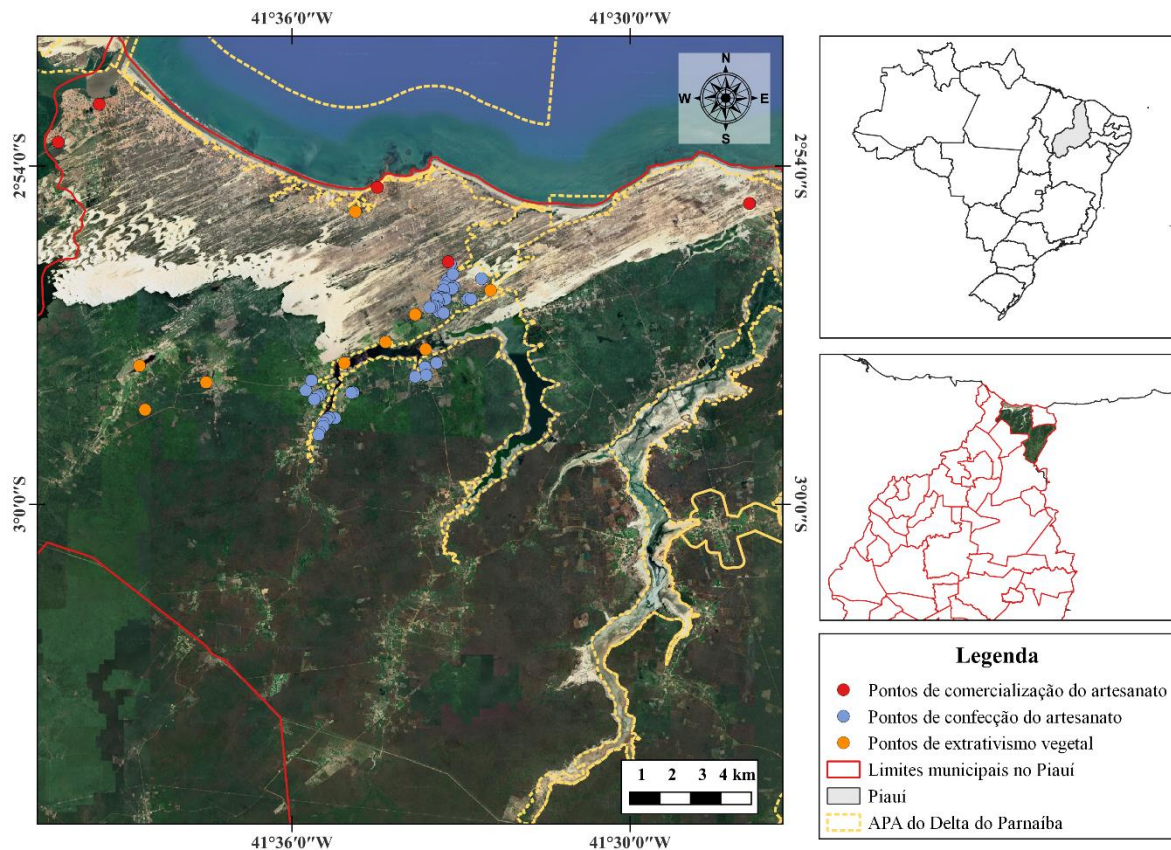 41°36'0"W 41°30'0"W
N
W E
S
2°54'0"S 2°54'0"S
3°0'0"S 3°0'0"S
1 2 3 4 km
41°36'0"W 41°30'0"W
Legenda
Pontos de comercialização do artesanato
Pontos de confecção do artesanato
Pontos de extrativismo vegetal
Limites municipais no Piauí
Piauí
APA do Delta do Parnaíba